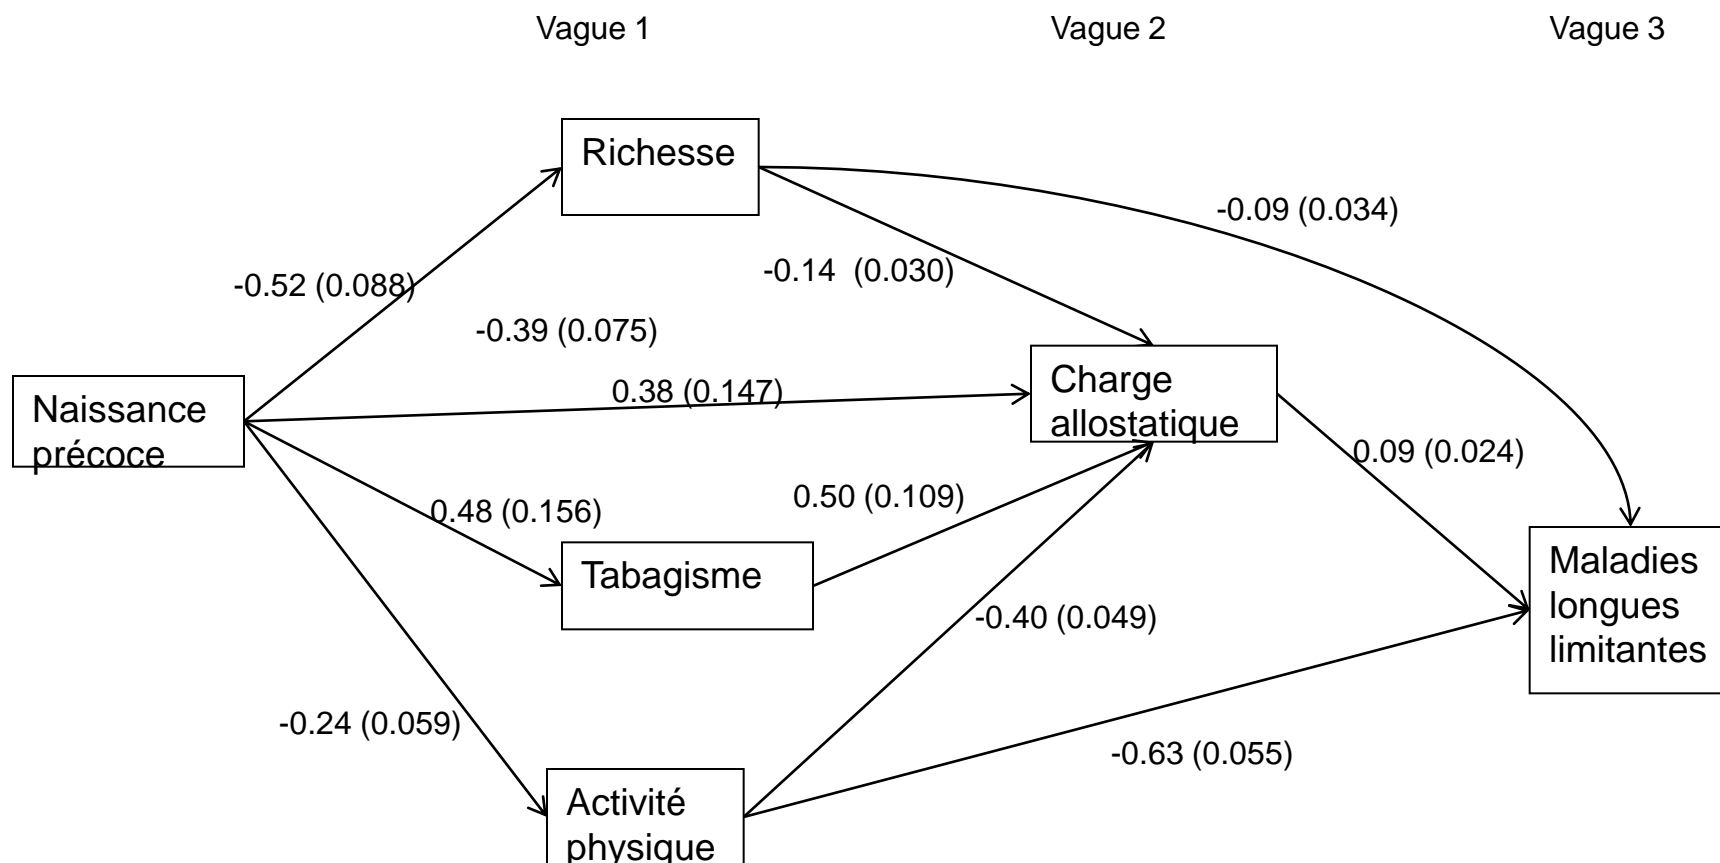 Vague 1
Vague 2
Vague 3
Richesse
-0.09 (0.034)
-0.14 (0.030)
-0.52 (0.088)
-0.39 (0.075)
Naissance
précoce
0.38 (0.147)
Charge
allostatique
0.09 (0.024)
0.48 (0.156)
0.50 (0.109)
Tabagisme
Maladies
longues
limitantes
-0.40 (0.049)
-0.24 (0.059)
-0.63 (0.055)
Activité
physique